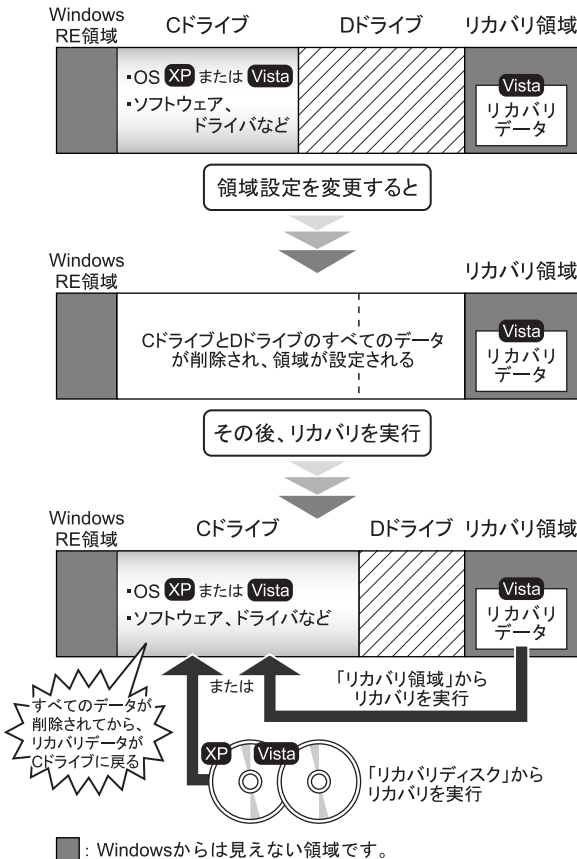 Windows
RE領域
Cドライブ
Dドライブ
リカバリ領域
・OS XP または Vista
・ソフトウェア、
ドライバなど
Vista
リカバリ
データ
領域設定を変更すると
Windows
RE領域
リカバリ領域
CドライブとDドライブのすべてのデータ
が削除され、領域が設定される
Vista
リカバリ
データ
その後、リカバリを実行
Windows
RE領域
Cドライブ
Dドライブ
リカバリ領域
・OS XP または Vista
・ソフトウェア、ドライバなど
Vista
リカバリ
データ
すべてのデータが
削除されてから、
リカバリデータが
Cドライブに戻る
または
「リカバリ領域」から
リカバリを実行
XP
Vista
「リカバリディスク」から
リカバリを実行
：Windowsからは見えない領域です。